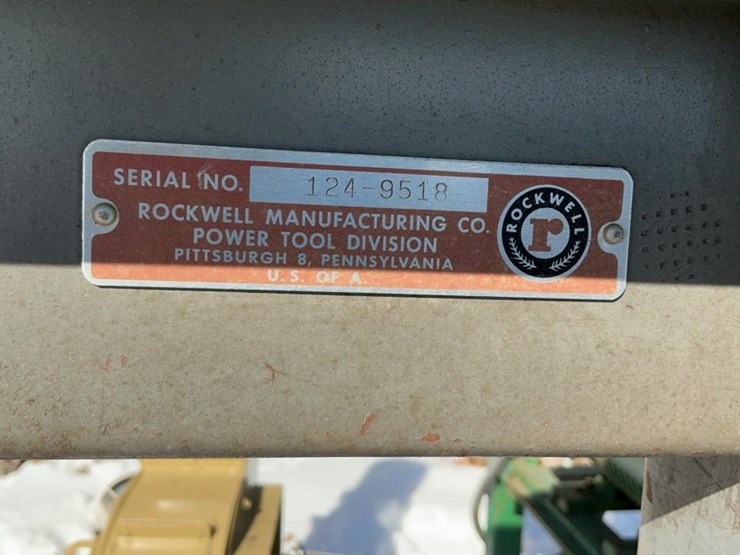 SERIAL NO. 124-9518
ROCKWELL MANUFACTURING CO.
POWER TOOL DIVISION
PITTSBURGH 8, PENNSYLVANIA
U. S. OF A.
ROCKWELL
r